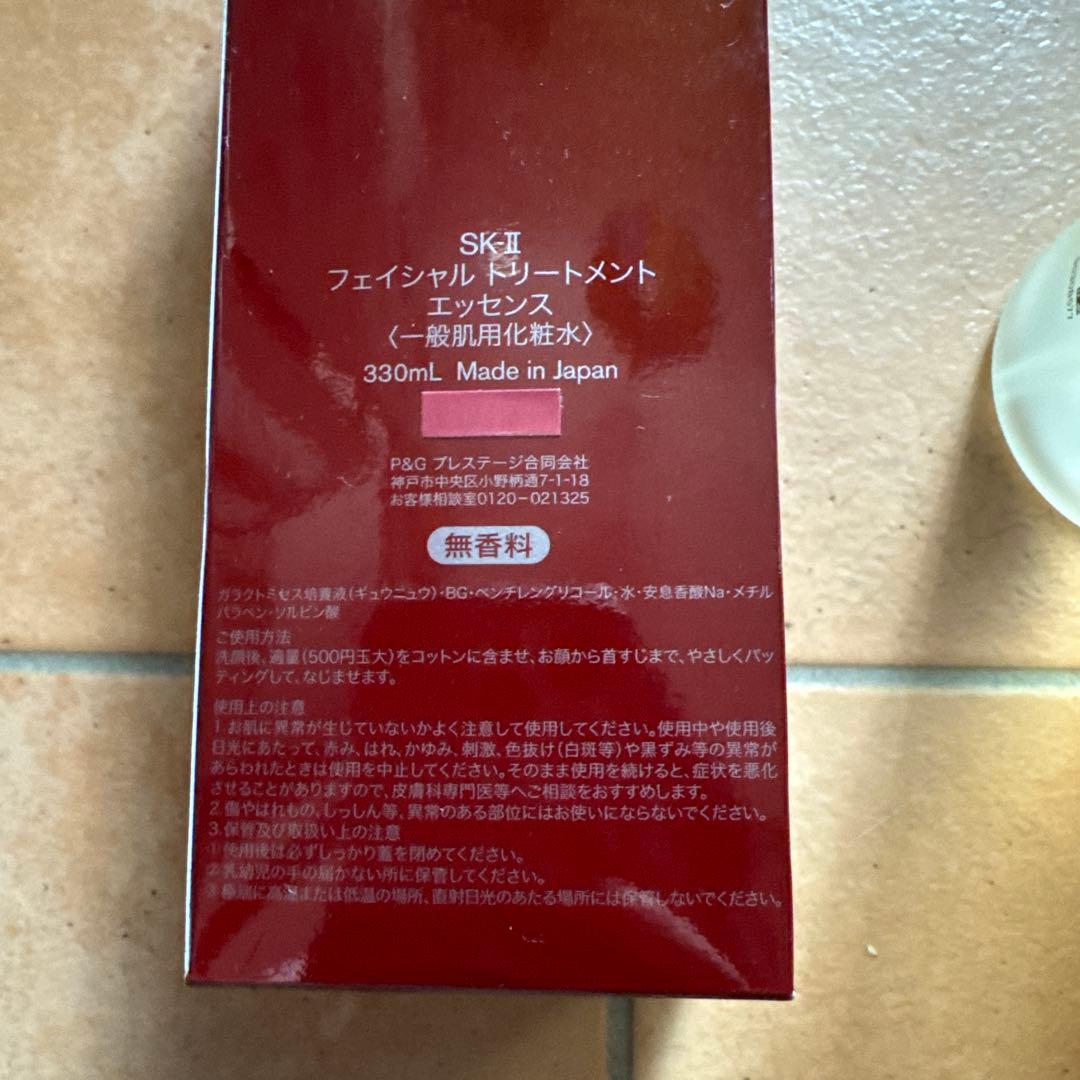 SK-II
フェイシャル トリートメント
エッセンス
〈一般肌用化粧水〉
330mL Made in Japan
P&G プレステージ合同会社
神戸市中央区小野柄通7-1-18
お客様相談室0120-021325
無香料
ガラクトミセス培養液(ギュウニュウ)・BG・ペンチレングリコール・水・安息香酸Na・メチル
パラベン・ソルビン酸
ご使用方法
洗顔後、適量(500円玉大)をコットンに含ませ、お顔から首すじまで、やさしくパッ
ティングして、なじませます。
使用上の注意
1.お肌に異常が生じていないかよく注意して使用してください。使用中や使用後
日光にあたって、赤み、はれ、かゆみ、刺激、色抜け(白斑等)や黒ずみ等の異常が
あらわれたときは使用を中止してください。そのまま使用を続けると、症状を悪化
させることがありますので、皮膚科専門医等へご相談をおすすめします。
2.傷やはれもの、しっしん等、異常のある部位にはお使いにならないでください。
3.保管及び取扱い上の注意
①使用後は必ずしっかり蓋を閉めてください。
②乳幼児の手の届かない所に保管してください。
③極端に高温または低温の場所、直射日光のあたる場所には保管しないでください。